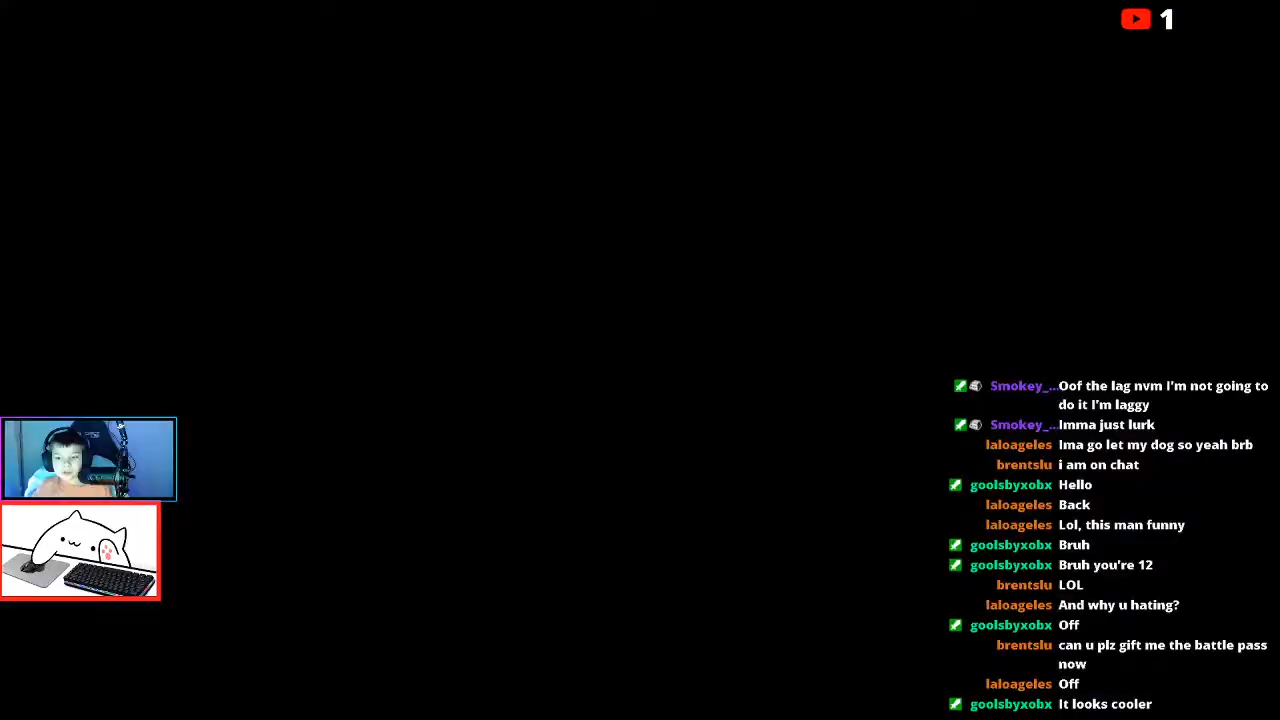 1
Smokey_...Oof the lag nvm I'm not going to
do it I'm laggy
Smokey_...Imma just lurk
laloageles Ima go let my dog so yeah brb
brentslu i am on chat
goolsbyxobx Hello
laloageles Back
laloageles Lol, this man funny
goolsbyxobx Bruh
goolsbyxobx Bruh you're 12
brentslu LOL
laloageles And why u hating?
goolsbyxobx Off
brentslu can u plz gift me the battle pass
now
laloageles Off
goolsbyxobx It looks cooler